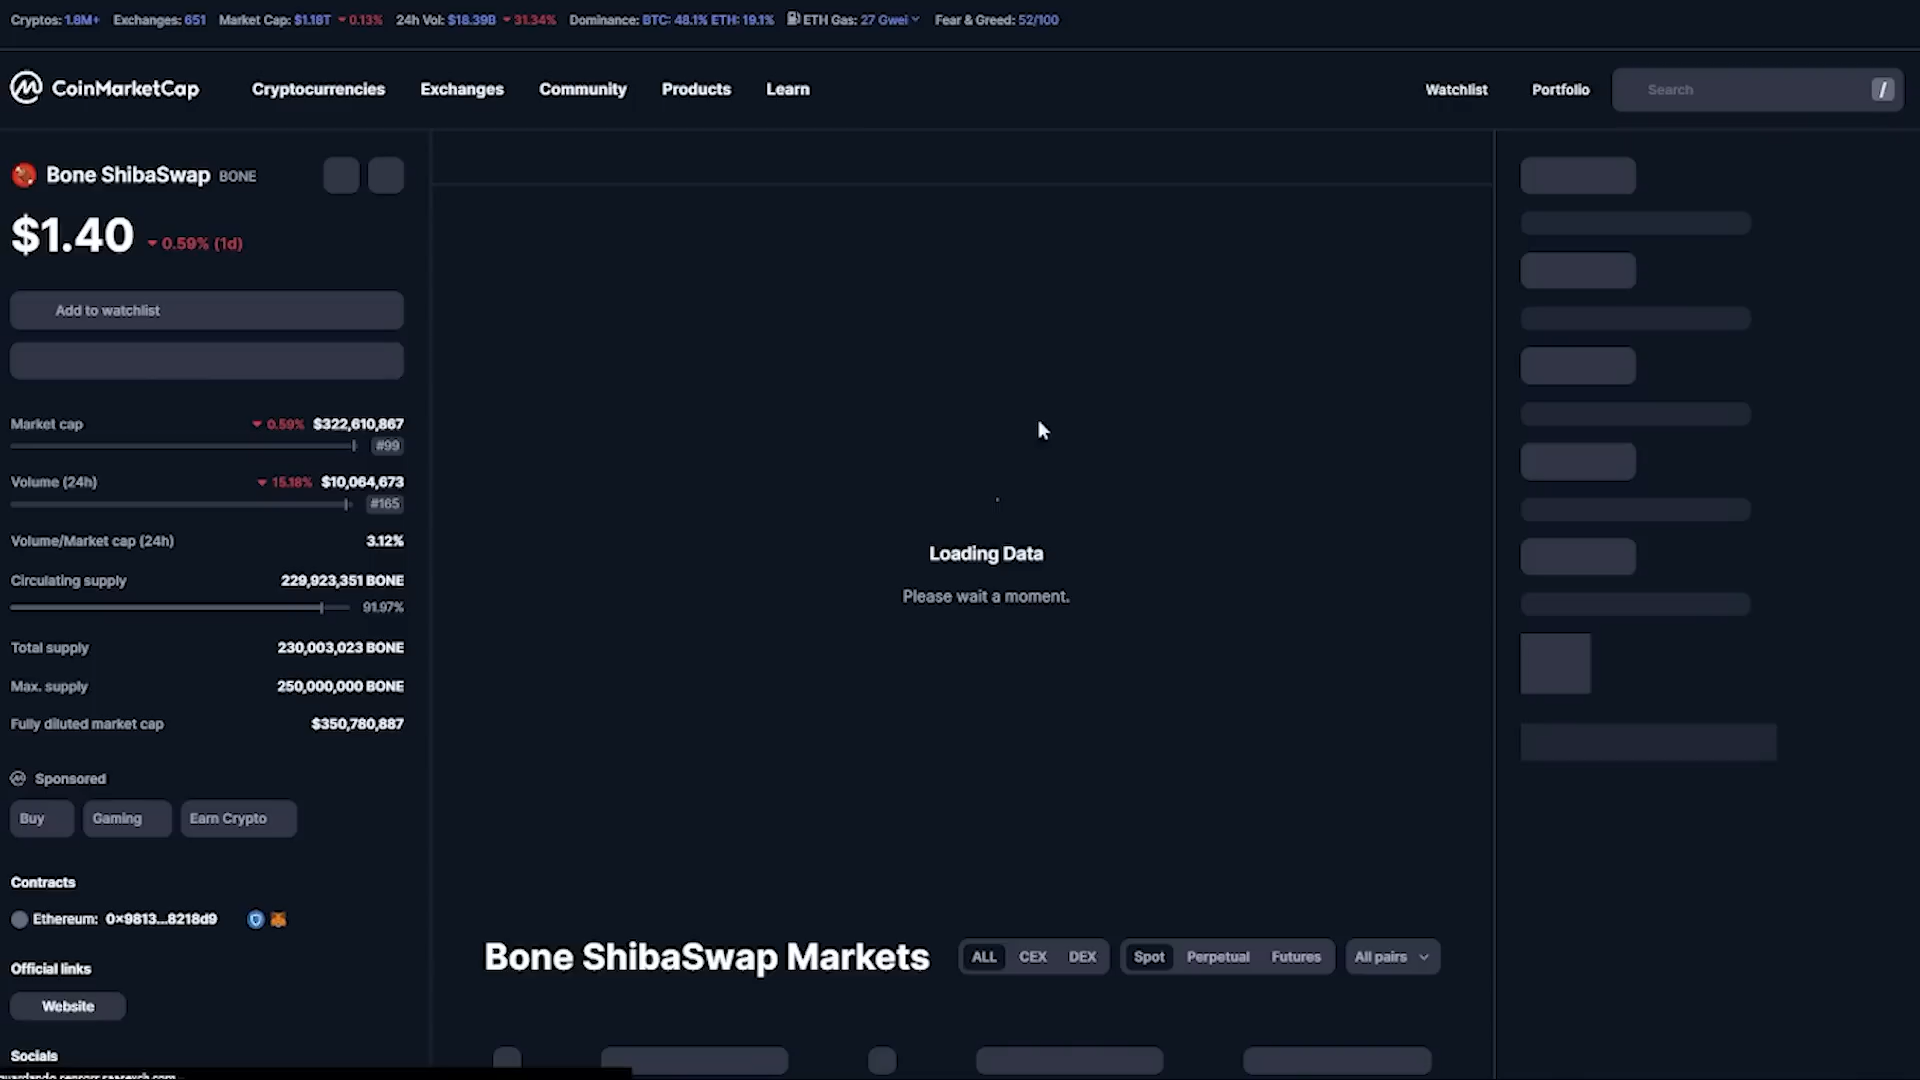 Cryptos: 1.8M+ Exchanges: 651 Market Cap: $1.18T 0.13% 24h Vol: $18.39B 31.34% Dominance: BTC: 48.1% ETH: 19.1% ETH Gas: 27 Gwei Fear & Greed: 52/100
CoinMarketCap Cryptocurrencies Exchanges Community Products Learn Watchlist Portfolio Search /
Bone ShibaSwap BONE
$1.40 0.59% (1d)
Add to watchlist
Market cap 0.59% $322,610,867
#99
Volume (24h) 15.18% $10,064,673
#165
Volume/Market cap (24h) 3.12%
Circulating supply 229,923,351 BONE
91.97%
Total supply 230,003,023 BONE
Max. supply 250,000,000 BONE
Fully diluted market cap $350,780,887
Sponsored
Buy Gaming Earn Crypto
Contracts
Ethereum: 0x9813...8218d9
Official links
Website
Socials
Loading Data
Please wait a moment.
Bone ShibaSwap Markets ALL CEX DEX Spot Perpetual Futures All pairs